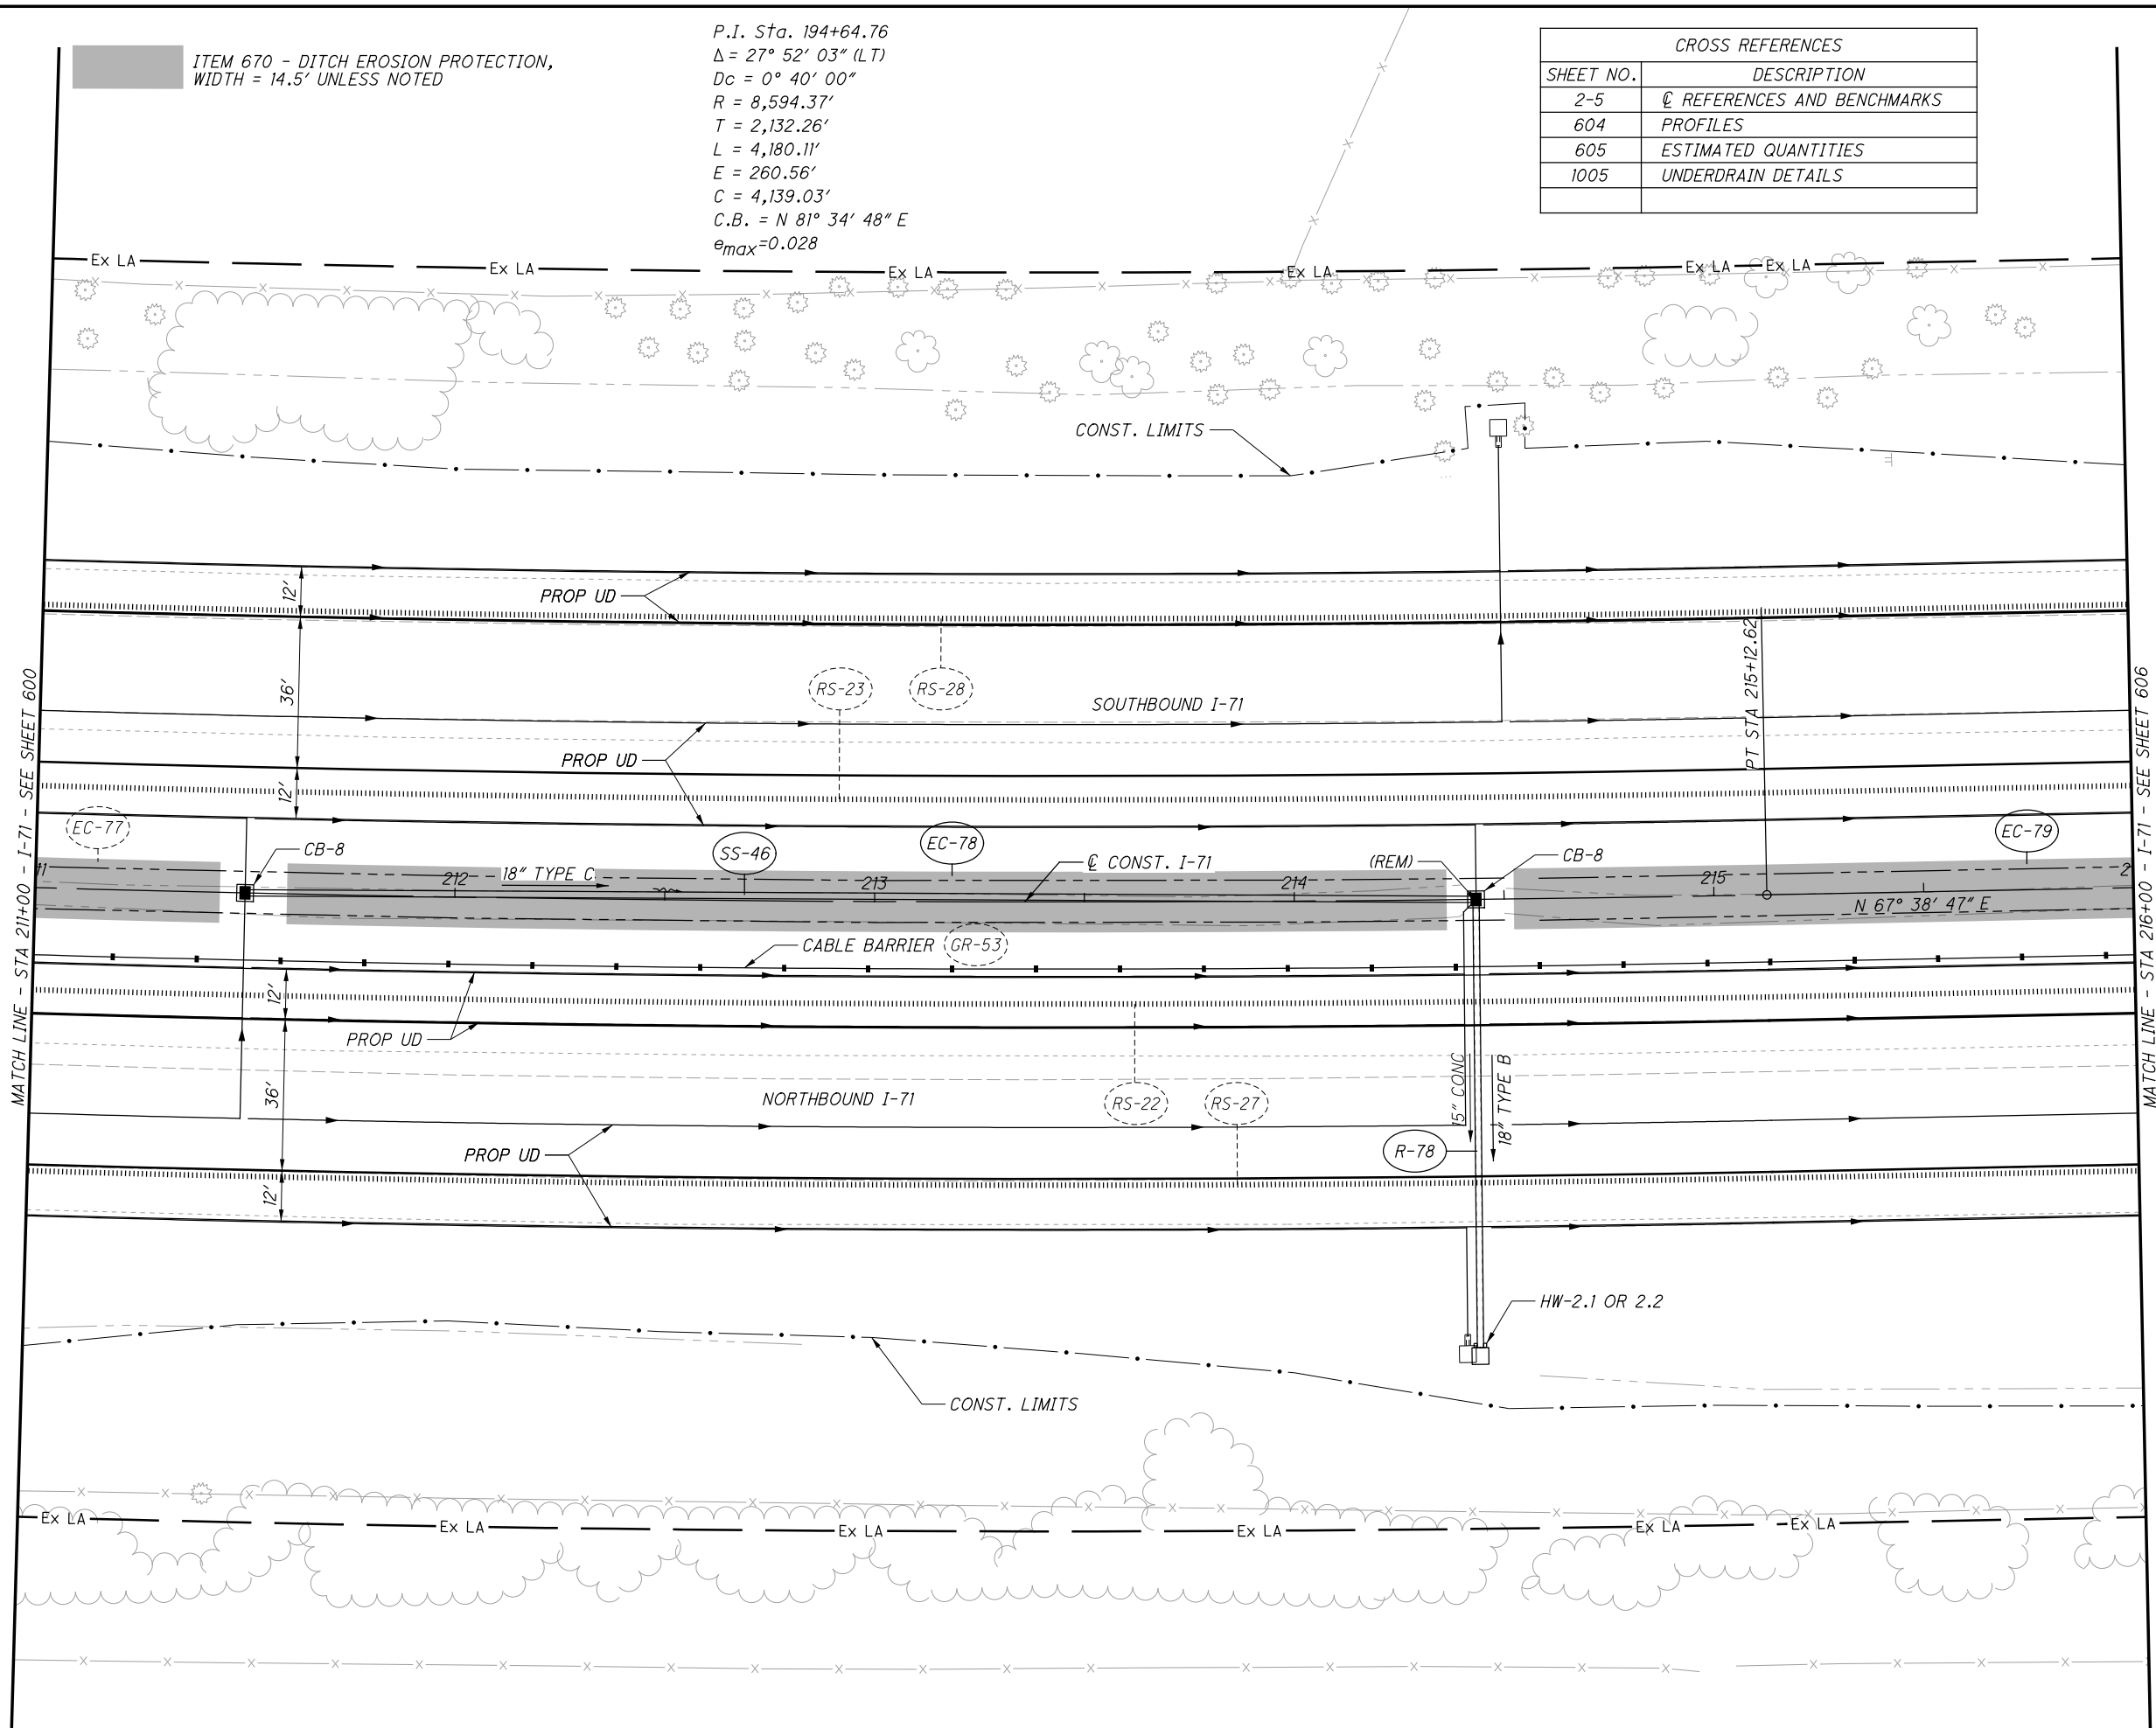 ITEM 670 - DITCH EROSION PROTECTION,
WIDTH = 14.5' UNLESS NOTED
P.I. Sta. 194+64.76
Δ = 27° 52' 03" (LT)
Dc = 0° 40' 00"
R = 8,594.37'
T = 2,132.26'
L = 4,180.11'
E = 260.56'
C = 4,139.03'
C.B. = N 81° 34' 48" E
emax=0.028
CROSS REFERENCES
SHEET NO. DESCRIPTION
2-5 ℄ REFERENCES AND BENCHMARKS
604 PROFILES
605 ESTIMATED QUANTITIES
1005 UNDERDRAIN DETAILS
Ex LA
Ex LA
Ex LA
Ex LA
Ex LA
Ex LA
CONST. LIMITS
12'
PROP UD
36'
RS-23
RS-28
SOUTHBOUND I-71
PT STA 215+12.62
PROP UD
12'
MATCH LINE - STA 211+00 - I-71 - SEE SHEET 600
MATCH LINE - STA 216+00 - I-71 - SEE SHEET 606
EC-77
CB-8
SS-46
EC-78
℄ CONST. I-71
(REM)
CB-8
EC-79
212
18" TYPE C
213
214
215
N 67° 38' 47" E
CABLE BARRIER
GR-53
12'
PROP UD
36'
NORTHBOUND I-71
RS-22
RS-27
15" CONC
18" TYPE B
PROP UD
R-78
12'
HW-2.1 OR 2.2
CONST. LIMITS
Ex LA
Ex LA
Ex LA
Ex LA
Ex LA
Ex LA